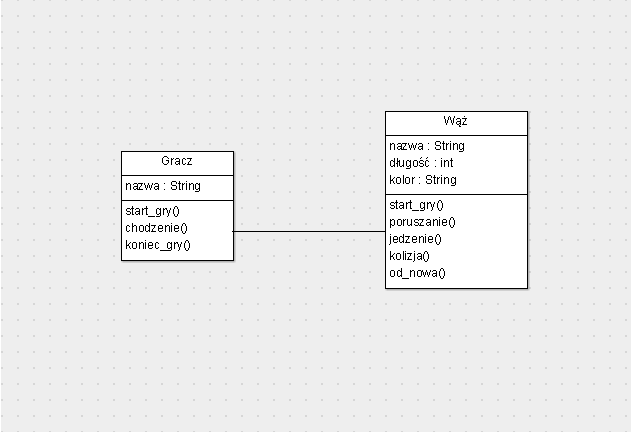 Gracz
nazwa : String
start_gry()
chodzenie()
koniec_gry()
Wąż
nazwa : String
długość : int
kolor : String
start_gry()
poruszanie()
jedzenie()
kolizja()
od_nowa()